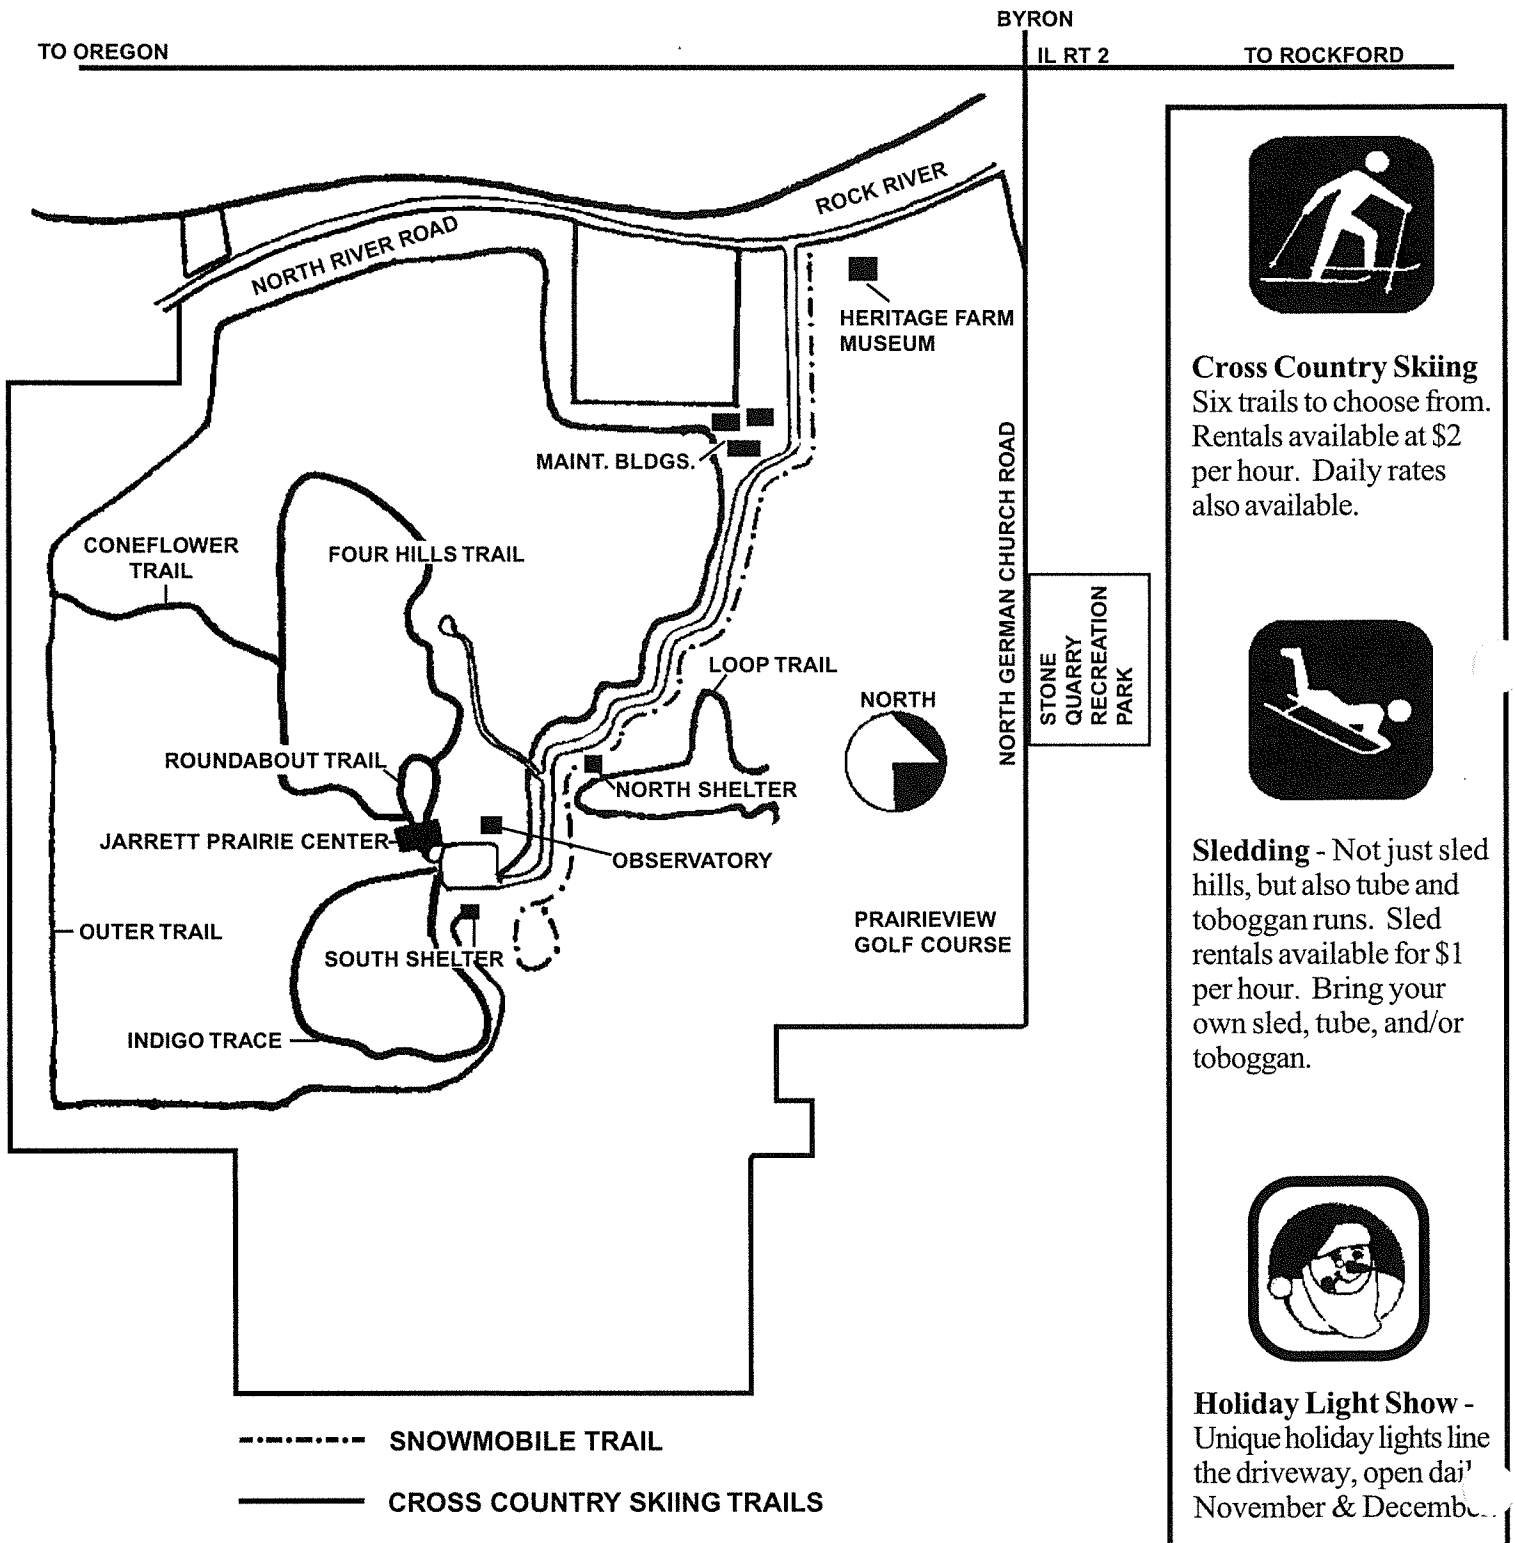 BYRON
TO OREGON
IL RT 2
TO ROCKFORD
ROCK RIVER
NORTH RIVER ROAD
HERITAGE FARM
MUSEUM
MAINT. BLDGS.
NORTH GERMAN CHURCH ROAD
CONEFLOWER
TRAIL
FOUR HILLS TRAIL
STONE
QUARRY
RECREATION
PARK
LOOP TRAIL
NORTH
ROUNDABOUT TRAIL
NORTH SHELTER
JARRETT PRAIRIE CENTER
OBSERVATORY
OUTER TRAIL
PRAIRIEVIEW
GOLF COURSE
SOUTH SHELTER
INDIGO TRACE
SNOWMOBILE TRAIL
CROSS COUNTRY SKIING TRAILS
Cross Country Skiing
Six trails to choose from.
Rentals available at $2
per hour. Daily rates
also available.
Sledding - Not just sled
hills, but also tube and
toboggan runs. Sled
rentals available for $1
per hour. Bring your
own sled, tube, and/or
toboggan.
Holiday Light Show -
Unique holiday lights line
the driveway, open
November &